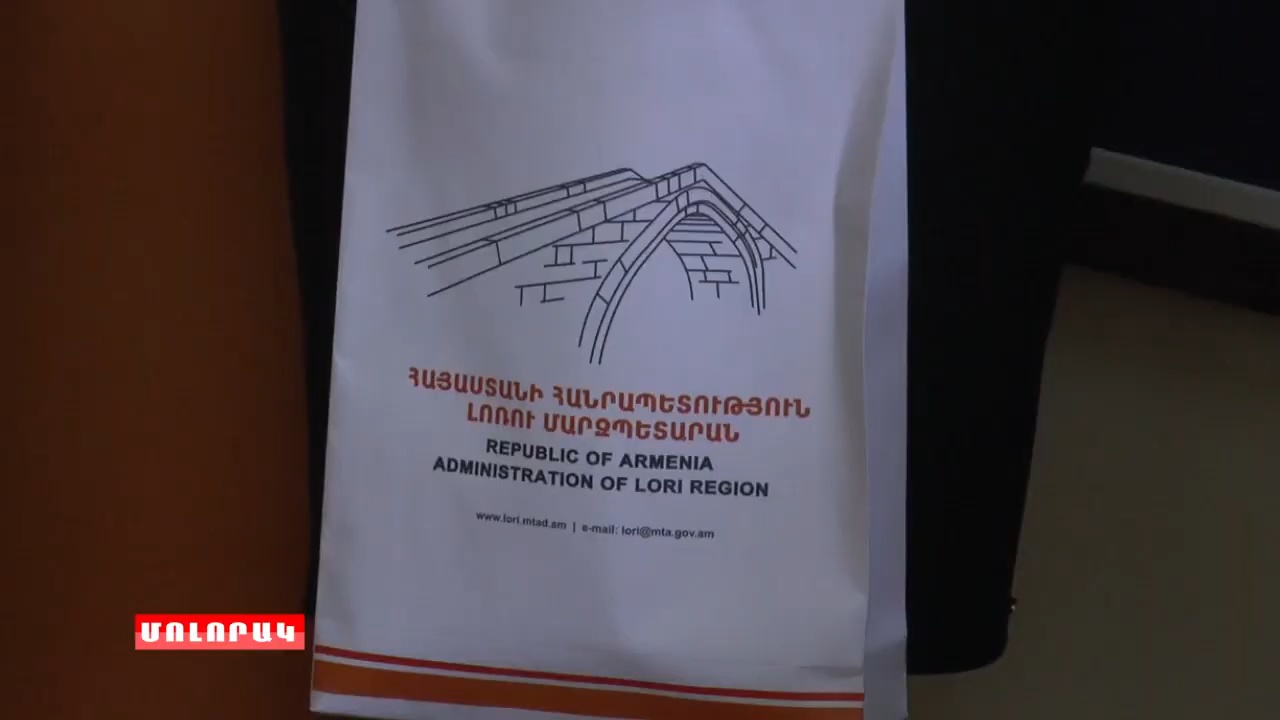 ՀԱՅԱՍՏԱՆԻ ՀԱՆՐԱՊԵՏՈՒԹՅՈՒՆ
ԼՈՌՈՒ ՄԱՐԶՊԵՏԱՐԱՆ
REPUBLIC OF ARMENIA
ADMINISTRATION OF LORI REGION
www.lori.mtad.am | e-mail: lori@mta.gov.am
ՄՈԼՈՐԱԿ